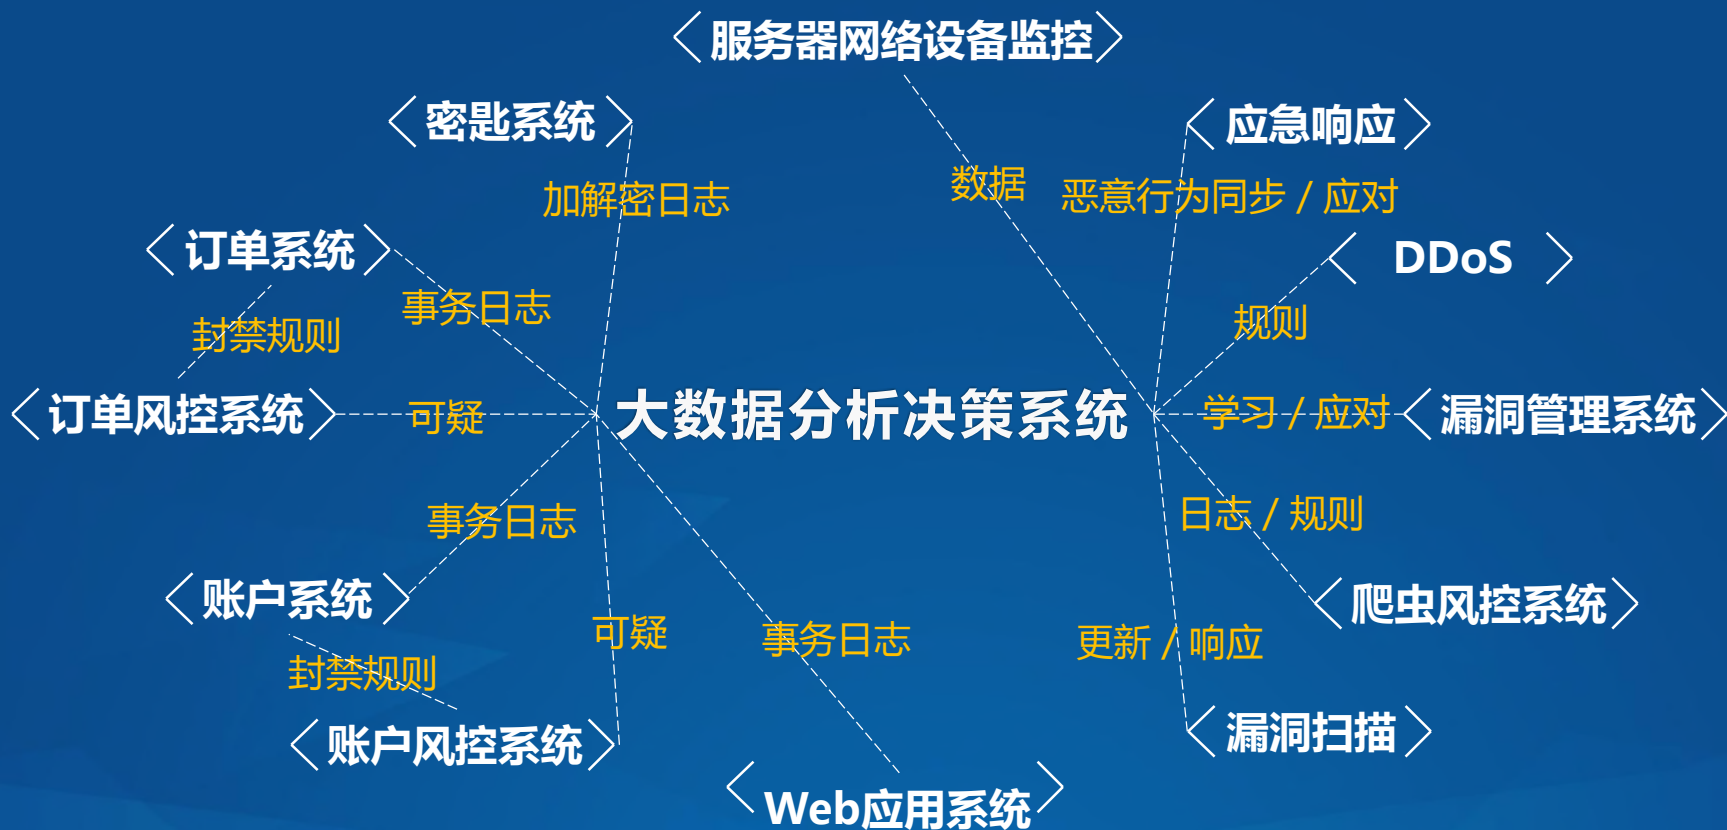 服务器网络设备监控
密匙系统
应急响应
数据
恶意行为同步 / 应对
加解密日志
订单系统
DDoS
事务日志
规则
封禁规则
订单风控系统
可疑
大数据分析决策系统
学习 / 应对
漏洞管理系统
事务日志
日志 / 规则
账户系统
爬虫风控系统
可疑
事务日志
更新 / 响应
封禁规则
账户风控系统
漏洞扫描
Web应用系统